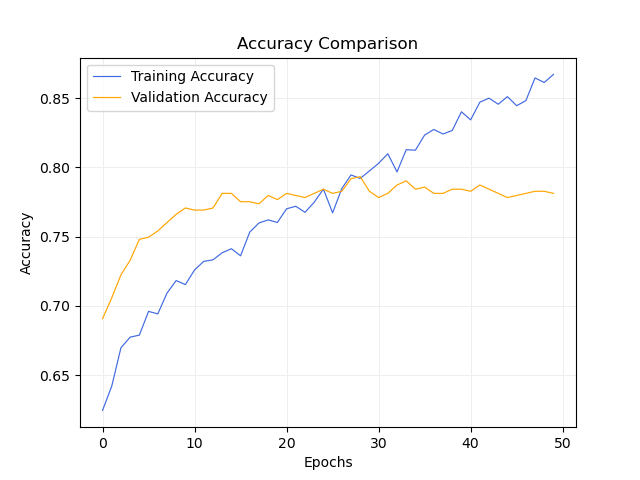 Accuracy Comparison
Training Accuracy
Validation Accuracy
0.85
0.80
0.75
0.70
0.65
Accuracy
0 10 20 30 40 50
Epochs